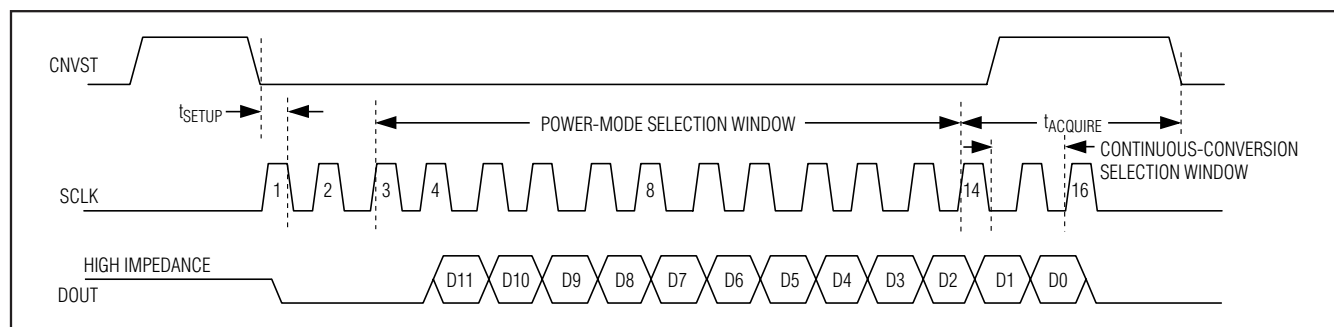 CNVST
tSETUP
POWER-MODE SELECTION WINDOW
tACQUIRE
CONTINUOUS-CONVERSION
SELECTION WINDOW
SCLK
1 2 3 4 8 14 16
HIGH IMPEDANCE
DOUT
D11 D10 D9 D8 D7 D6 D5 D4 D3 D2 D1 D0